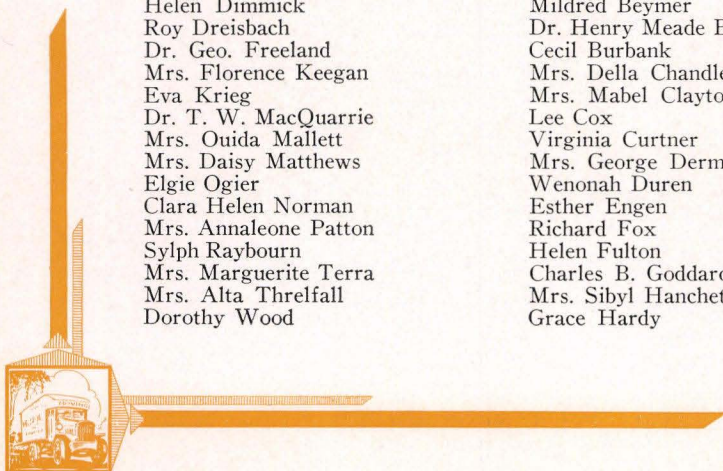 Helen Dimmick
Roy Dreisbach
Dr. Geo. Freeland
Mrs. Florence Keegan
Eva Krieg
Dr. T. W. MacQuarrie
Mrs. Ouida Mallett
Mrs. Daisy Matthews
Elgie Ogier
Clara Helen Norman
Mrs. Annaleone Patton
Sylph Raybourn
Mrs. Marguerite Terra
Mrs. Alta Threlfall
Dorothy Wood
Mildred Beymer
Dr. Henry Meade
Cecil Burbank
Mrs. Della
Mrs. Mabel
Lee Cox
Virginia Curtner
Mrs. George
Wenonah Duren
Esther Engen
Richard Fox
Helen Fulton
Charles B.
Mrs. Sibyl
Grace Hardy